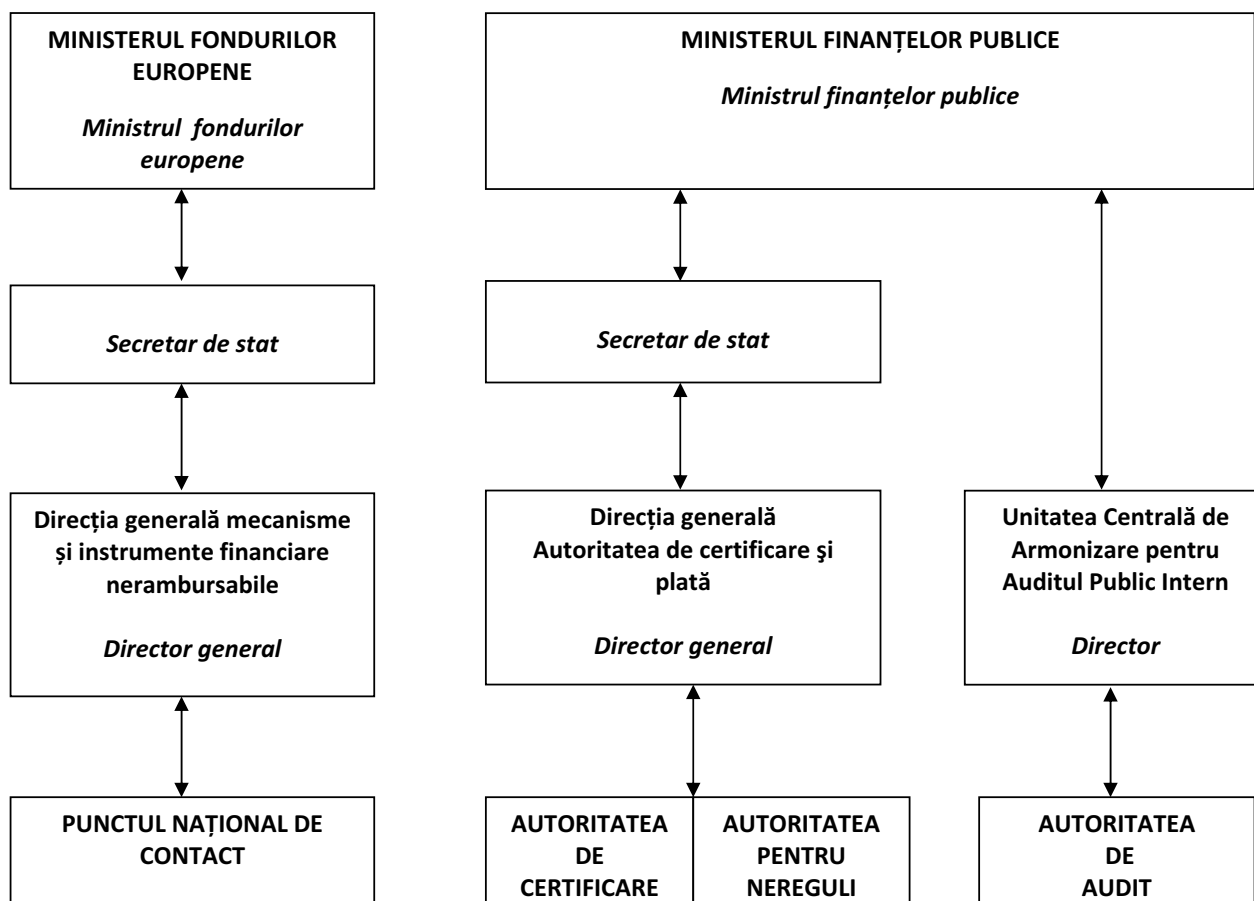 MINISTERUL FONDURILOR
EUROPENE
Ministrul fondurilor
europene
MINISTERUL FINANȚELOR PUBLICE
Ministrul finanțelor publice
Secretar de stat
Secretar de stat
Direcția generală mecanisme
și instrumente financiare
nerambursabile
Director general
Direcția generală
Autoritatea de certificare şi
plată
Director general
Unitatea Centrală de
Armonizare pentru
Auditul Public Intern
Director
PUNCTUL NAȚIONAL DE
CONTACT
AUTORITATEA
DE
CERTIFICARE
AUTORITATEA
PENTRU
NEREGULI
AUTORITATEA
DE
AUDIT